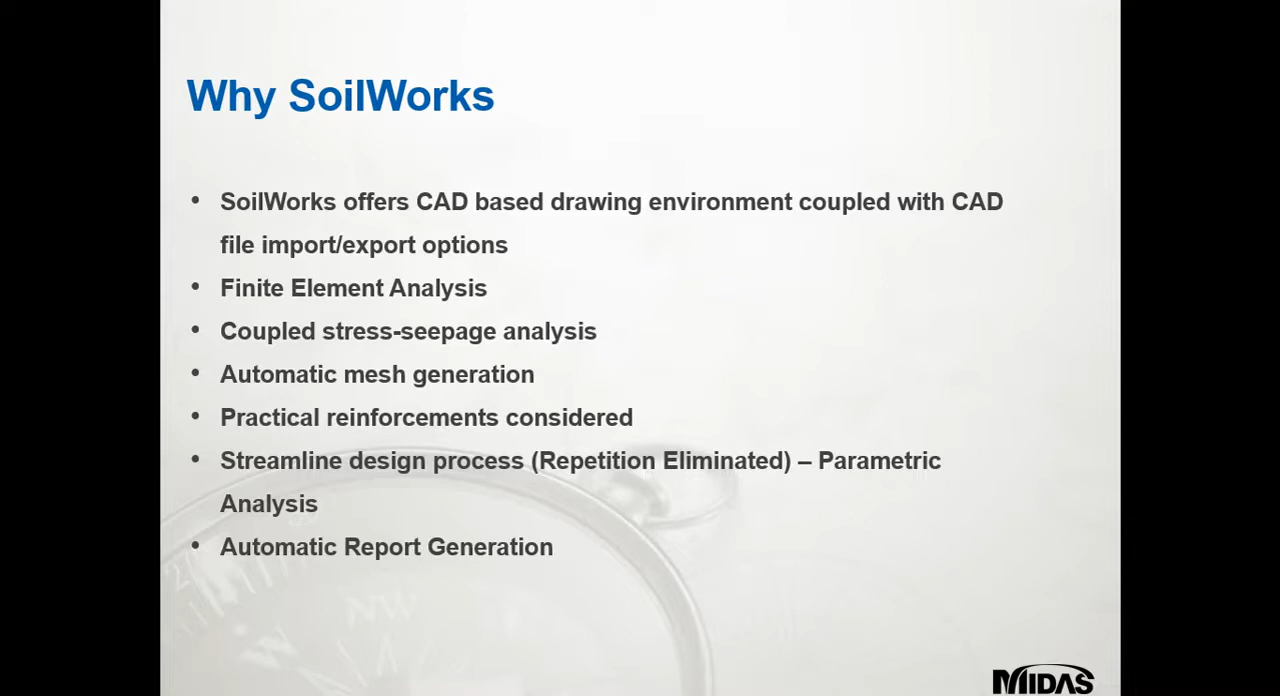 Why SoilWorks
• SoilWorks offers CAD based drawing environment coupled with CAD
file import/export options
• Finite Element Analysis
• Coupled stress-seepage analysis
• Automatic mesh generation
• Practical reinforcements considered
• Streamline design process (Repetition Eliminated) – Parametric
Analysis
• Automatic Report Generation
NW
W
MIDAS